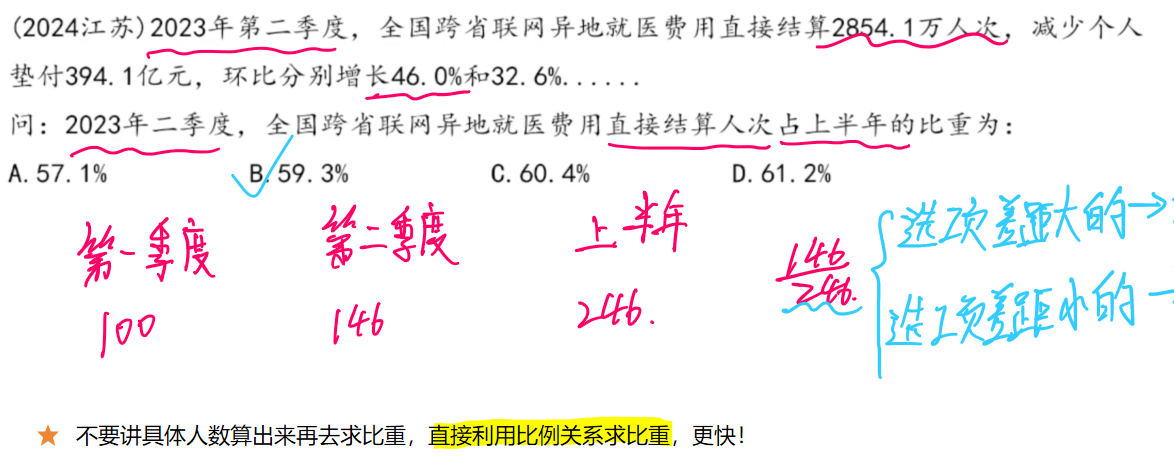 (2024江苏)2023年第二季度，全国跨省联网异地就医费用直接结算2854.1万人次，减少个人
垫付394.1亿元，环比分别增长46.0%和32.6%......
问：2023年二季度，全国跨省联网异地就医费用直接结算人次占上半年的比重为：
A.57.1% B.59.3% C.60.4% D.61.2%
第一季度 第二季度 上半年
100 146 246.
146
246.
选项差距大的→
选项差距小的一
不要讲具体人数算出来再去求比重，直接利用比例关系求比重，更快！